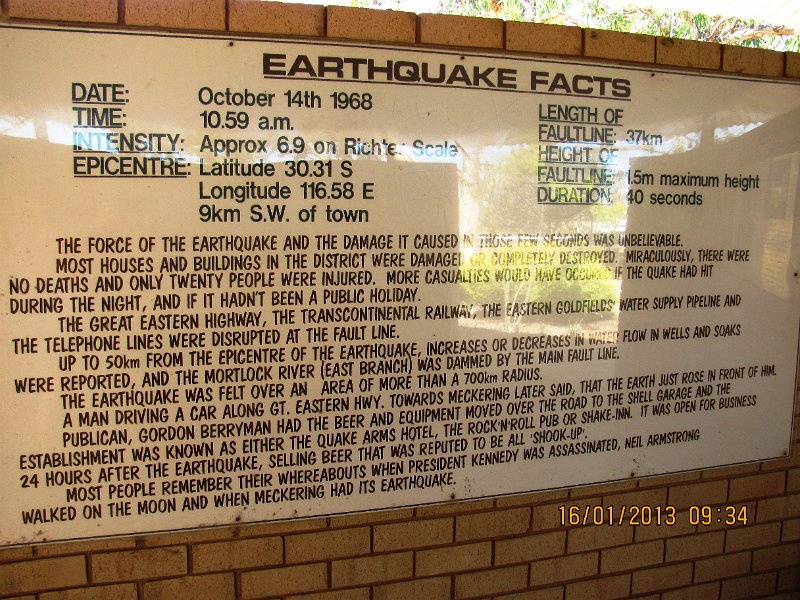 EARTHQUAKE FACTS
DATE: October 14th 1968
TIME: 10.59 a.m.
INTENSITY: Approx 6.9 on Richter Scale
EPICENTRE: Latitude 30.31 S
Longitude 116.58 E
9km S.W. of town
LENGTH OF
FAULTLINE: 37km
HEIGHT OF
FAULTLINE: 1.5m maximum height
DURATION: 40 seconds
THE FORCE OF THE EARTHQUAKE AND THE DAMAGE IT CAUSED IN THOSE FEW SECONDS WAS UNBELIEVABLE.
MOST HOUSES AND BUILDINGS IN THE DISTRICT WERE DAMAGED OR COMPLETELY DESTROYED. MIRACULOUSLY, THERE WERE
NO DEATHS AND ONLY TWENTY PEOPLE WERE INJURED. MORE CASUALTIES WOULD HAVE OCCURED IF THE QUAKE HAD HIT
DURING THE NIGHT, AND IF IT HADN'T BEEN A PUBLIC HOLIDAY.
THE GREAT EASTERN HIGHWAY, THE TRANSCONTINENTAL RAILWAY, THE EASTERN GOLDFIELDS' WATER SUPPLY PIPELINE AND
THE TELEPHONE LINES WERE DISRUPTED AT THE FAULT LINE.
UP TO 50km FROM THE EPICENTRE OF THE EARTHQUAKE, INCREASES OR DECREASES IN WATER FLOW IN WELLS AND SOAKS
WERE REPORTED, AND THE MORTLOCK RIVER (EAST BRANCH) WAS DAMMED BY THE MAIN FAULT LINE.
THE EARTHQUAKE WAS FELT OVER AN AREA OF MORE THAN A 700km RADIUS.
A MAN DRIVING A CAR ALONG GT. EASTERN HWY. TOWARDS MECKERING LATER SAID, THAT THE EARTH JUST ROSE IN FRONT OF HIM.
PUBLICAN, GORDON BERRYMAN HAD THE BEER AND EQUIPMENT MOVED OVER THE ROAD TO THE SHELL GARAGE AND THE
ESTABLISHMENT WAS KNOWN AS EITHER THE QUAKE ARMS HOTEL, THE ROCK'N'ROLL PUB OR SHAKE-INN. IT WAS OPEN FOR BUSINESS
24 HOURS AFTER THE EARTHQUAKE, SELLING BEER THAT WAS REPUTED TO BE ALL 'SHOOK-UP'.
MOST PEOPLE REMEMBER THEIR WHEREABOUTS WHEN PRESIDENT KENNEDY WAS ASSASSINATED, NEIL ARMSTRONG
WALKED ON THE MOON AND WHEN MECKERING HAD ITS EARTHQUAKE.
16/01/2013 09:34